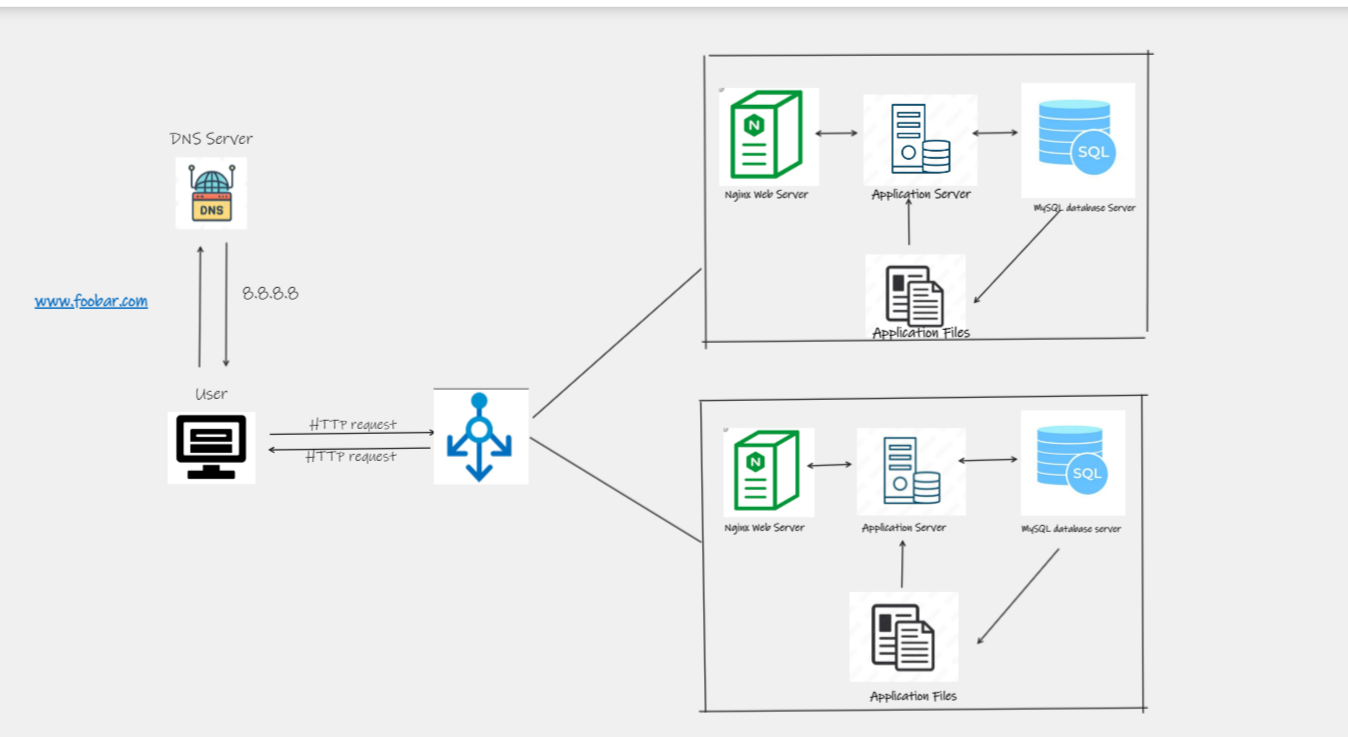 DNS Server
DNS
www.foobar.com
8.8.8.8
User
HTTP request
HTTP request
N
Nginx Web Server
Application Server
SQL
MySQL database Server
Application Files
N
Nginx Web Server
Application Server
SQL
MySQL database server
Application Files